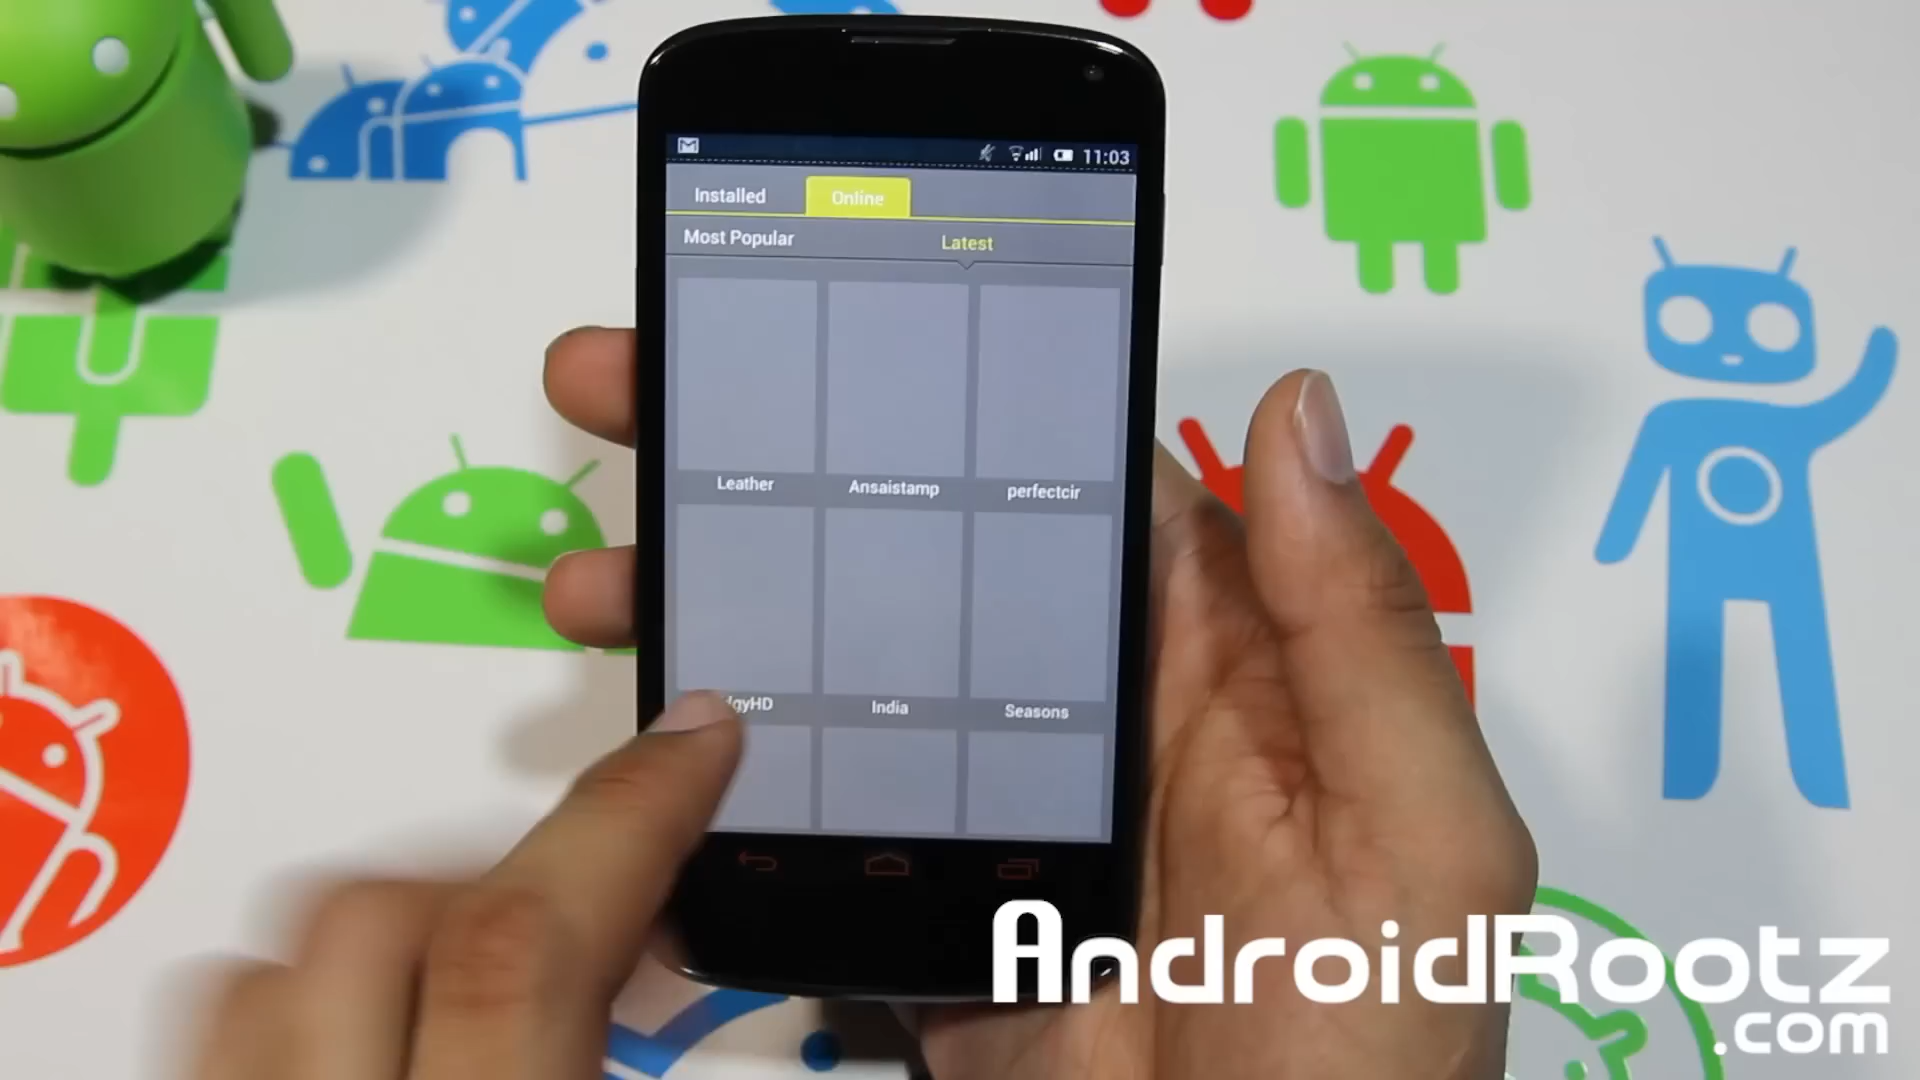 11:03
Installed Online
Most Popular Latest
Leather Ansaistamp perfectcir
India Seasons
AndroidRootz
.com